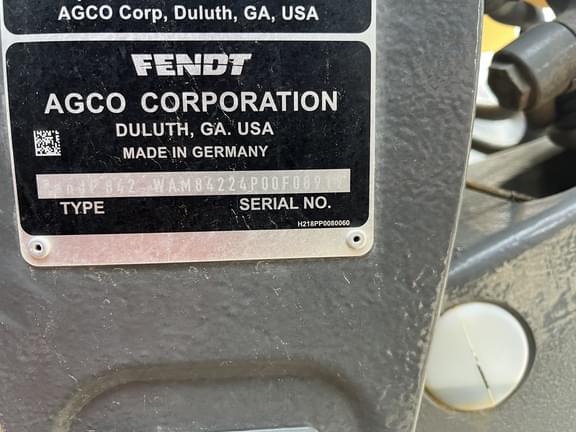 AGCO Corp, Duluth, GA, USA
FENDT
AGCO CORPORATION
DULUTH, GA. USA
MADE IN GERMANY
TYPE SERIAL NO.
H218PP0080060